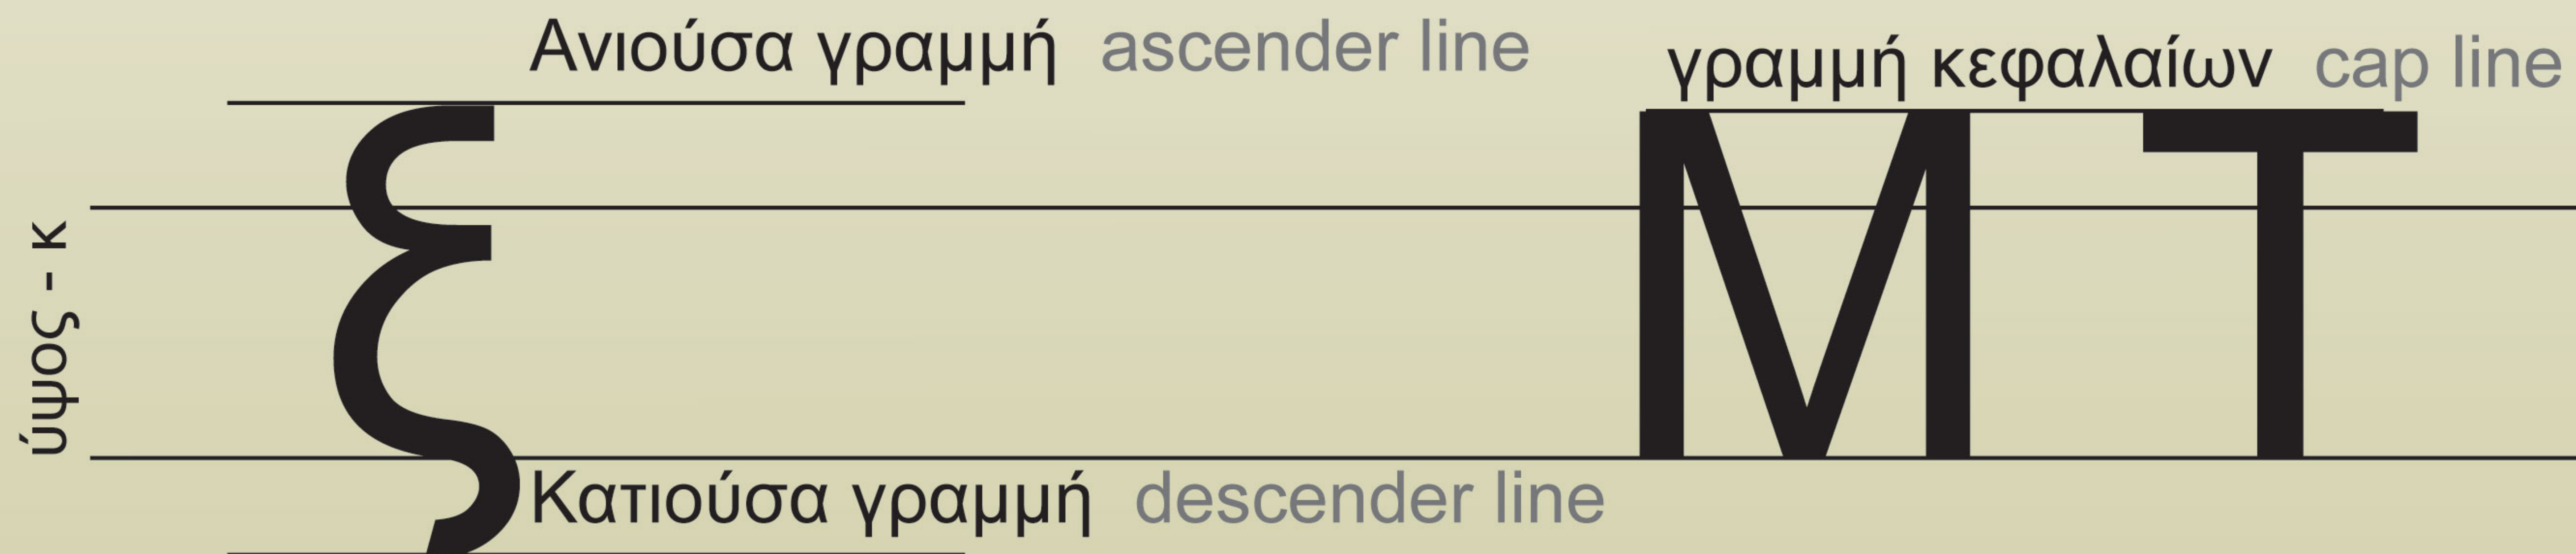 Ανιούσα γραμμή ascender line
γραμμή κεφαλαίων cap line
ύψος - κ
ξ
Μ Τ
Κατιούσα γραμμή descender line